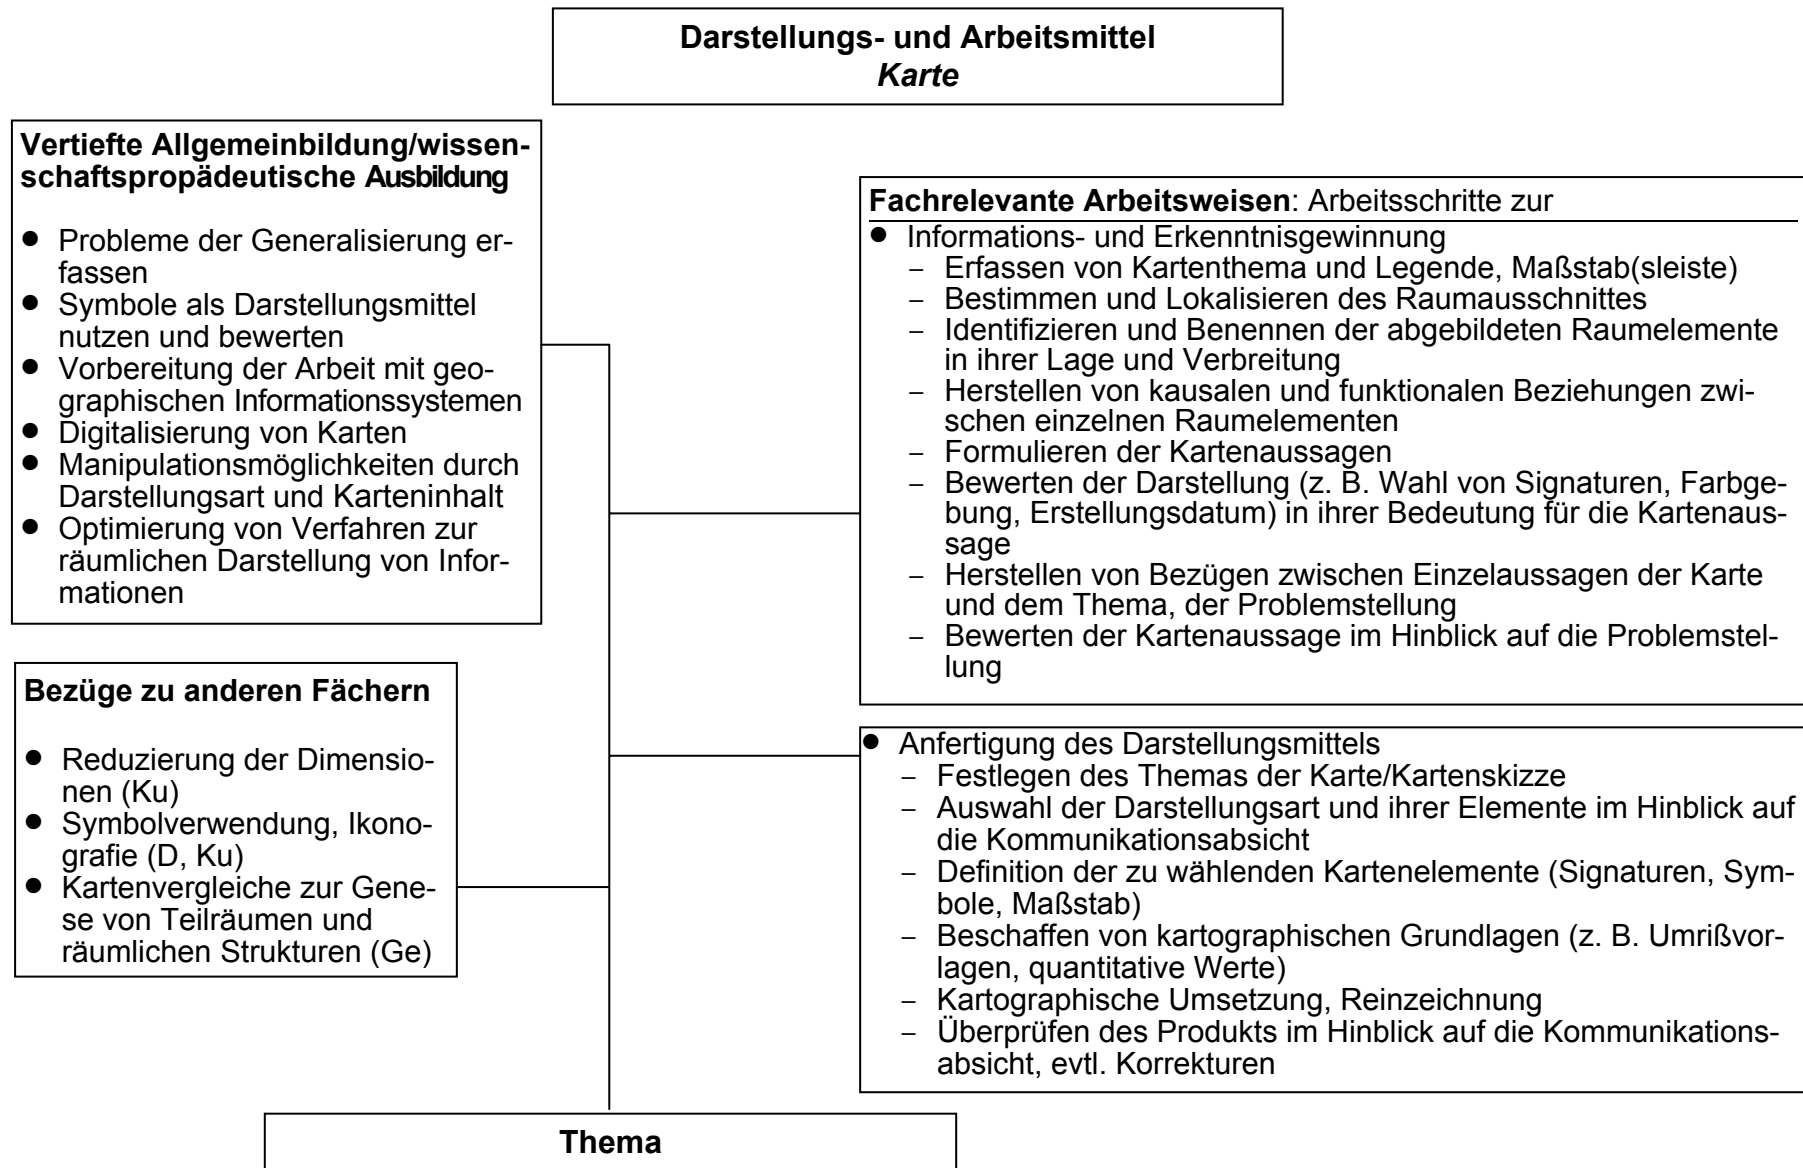 Darstellungs- und Arbeitsmittel
Karte
Vertiefte Allgemeinbildung/wissen-
schaftspropädeutische Ausbildung
● Probleme der Generalisierung er-
fassen
● Symbole als Darstellungsmittel
nutzen und bewerten
● Vorbereitung der Arbeit mit geo-
graphischen Informationssystemen
● Digitalisierung von Karten
● Manipulationsmöglichkeiten durch
Darstellungsart und Karteninhalt
● Optimierung von Verfahren zur
räumlichen Darstellung von Infor-
mationen
Bezüge zu anderen Fächern
● Reduzierung der Dimensio-
nen (Ku)
● Symbolverwendung, Ikono-
grafie (D, Ku)
● Kartenvergleiche zur Gene-
se von Teilräumen und
räumlichen Strukturen (Ge)
Fachrelevante Arbeitsweisen: Arbeitsschritte zur
● Informations- und Erkenntnisgewinnung
– Erfassen von Kartenthema und Legende, Maßstab(sleiste)
– Bestimmen und Lokalisieren des Raumausschnittes
– Identifizieren und Benennen der abgebildeten Raumelemente
in ihrer Lage und Verbreitung
– Herstellen von kausalen und funktionalen Beziehungen zwi-
schen einzelnen Raumelementen
– Formulieren der Kartenaussagen
– Bewerten der Darstellung (z. B. Wahl von Signaturen, Farbge-
bung, Erstellungsdatum) in ihrer Bedeutung für die Kartenaus-
sage
– Herstellen von Bezügen zwischen Einzelaussagen der Karte
und dem Thema, der Problemstellung
– Bewerten der Kartenaussage im Hinblick auf die Problemstel-
lung
● Anfertigung des Darstellungsmittels
– Festlegen des Themas der Karte/Kartenskizze
– Auswahl der Darstellungsart und ihrer Elemente im Hinblick auf
die Kommunikationsabsicht
– Definition der zu wählenden Kartenelemente (Signaturen, Sym-
bole, Maßstab)
– Beschaffen von kartographischen Grundlagen (z. B. Umrißvor-
lagen, quantitative Werte)
– Kartographische Umsetzung, Reinzeichnung
– Überprüfen des Produkts im Hinblick auf die Kommunikations-
absicht, evtl. Korrekturen
Thema